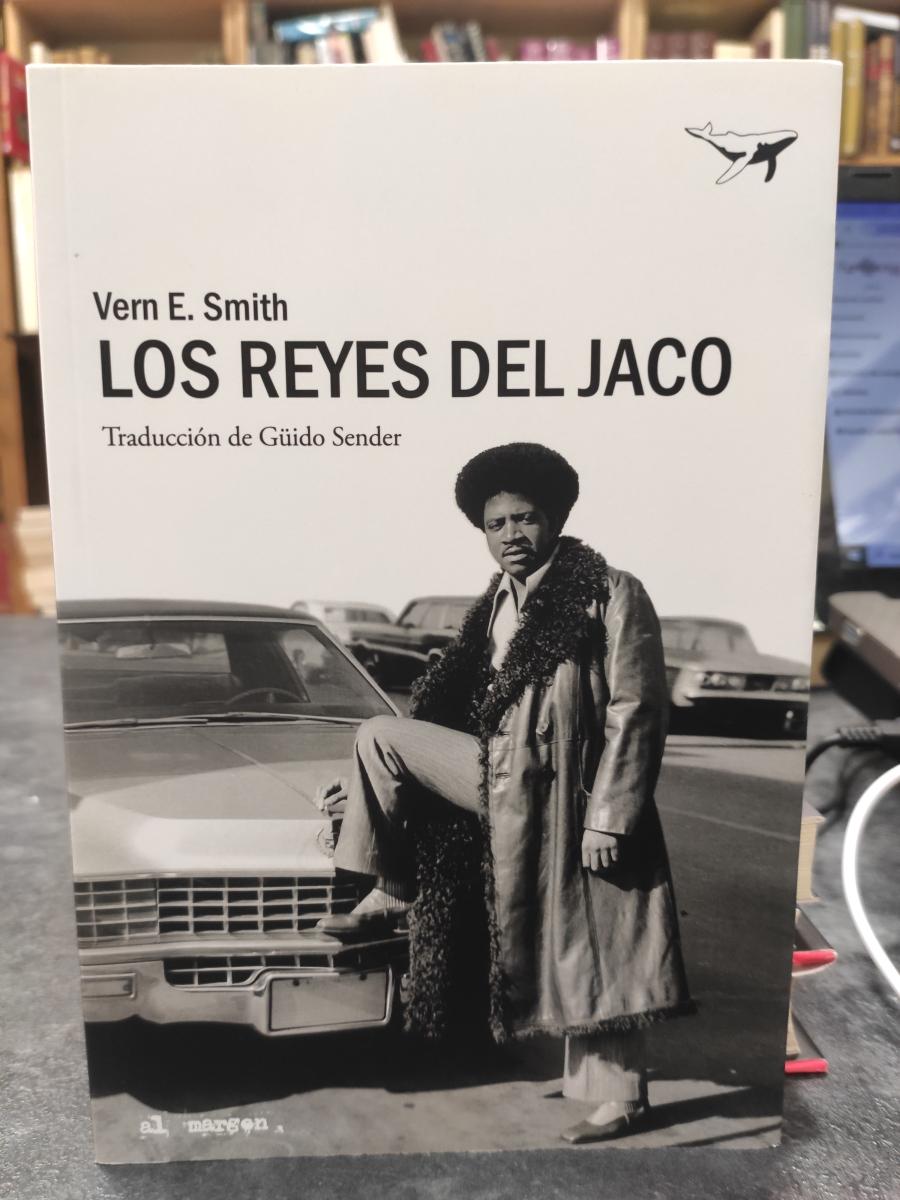 Vern E. Smith
LOS REYES DEL JACO
Traducción de Güido Sender
al margen